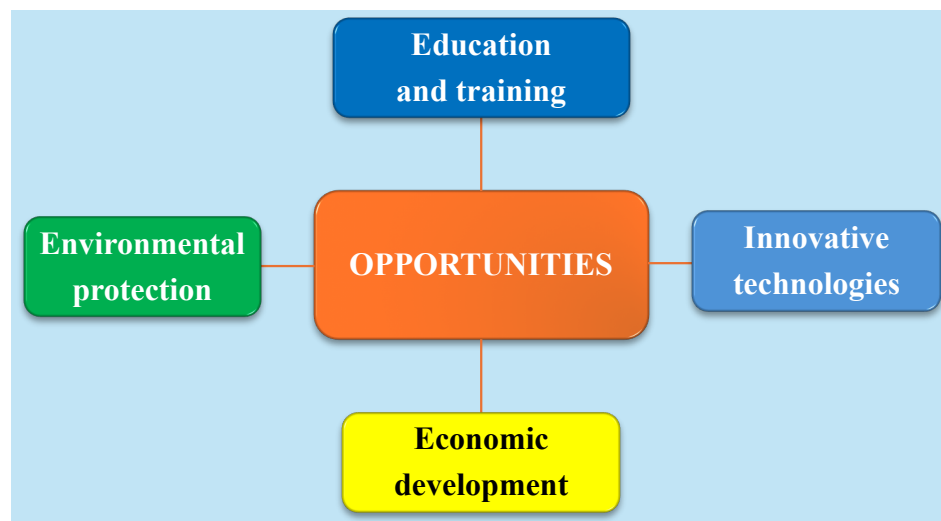 Education
and training
Environmental
protection
OPPORTUNITIES
Innovative
technologies
Economic
development